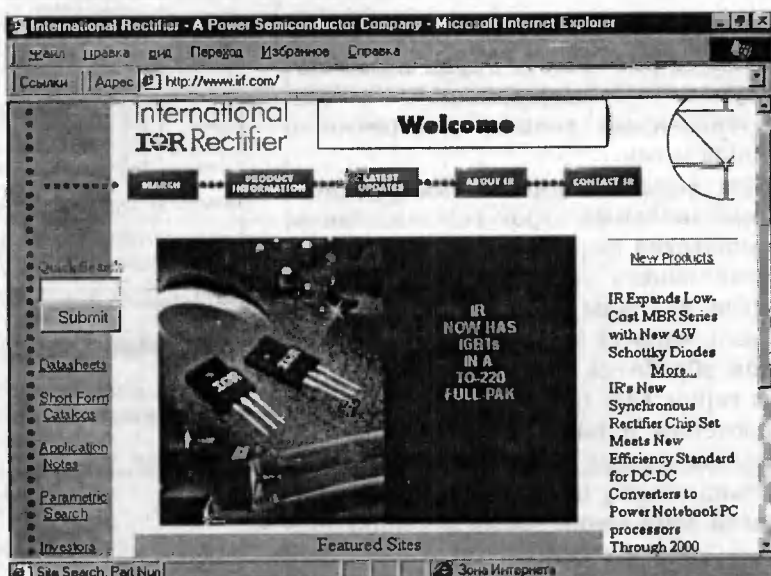 International Rectifier - A Power Semiconductor Company - Microsoft Internet Explorer
Файл Правка Вид Переход Избранное Справка
Ссылки Адрес http://www.irf.com/
International
IOR Rectifier
Welcome
SEARCH
PRODUCT
INFORMATION
LATEST
UPDATES
ABOUT IR
CONTACT IR
QuickSearch
Submit
Datasheets
Short Form
Catalogs
Application
Notes
Parametric
Search
Investors
IOR
IOR
IR
NOW HAS
IGBTs
IN A
TO-220
FULL-PAK
New Products
IR Expands Low-
Cost MBR Series
with New 45V
Schottky Diodes
More...
IR's New
Synchronous
Rectifier Chip Set
Meets New
Efficiency Standard
for DC-DC
Converters to
Power Notebook PC
processors
Through 2000
Featured Sites
Site Search, Part Num
Зона Интернета